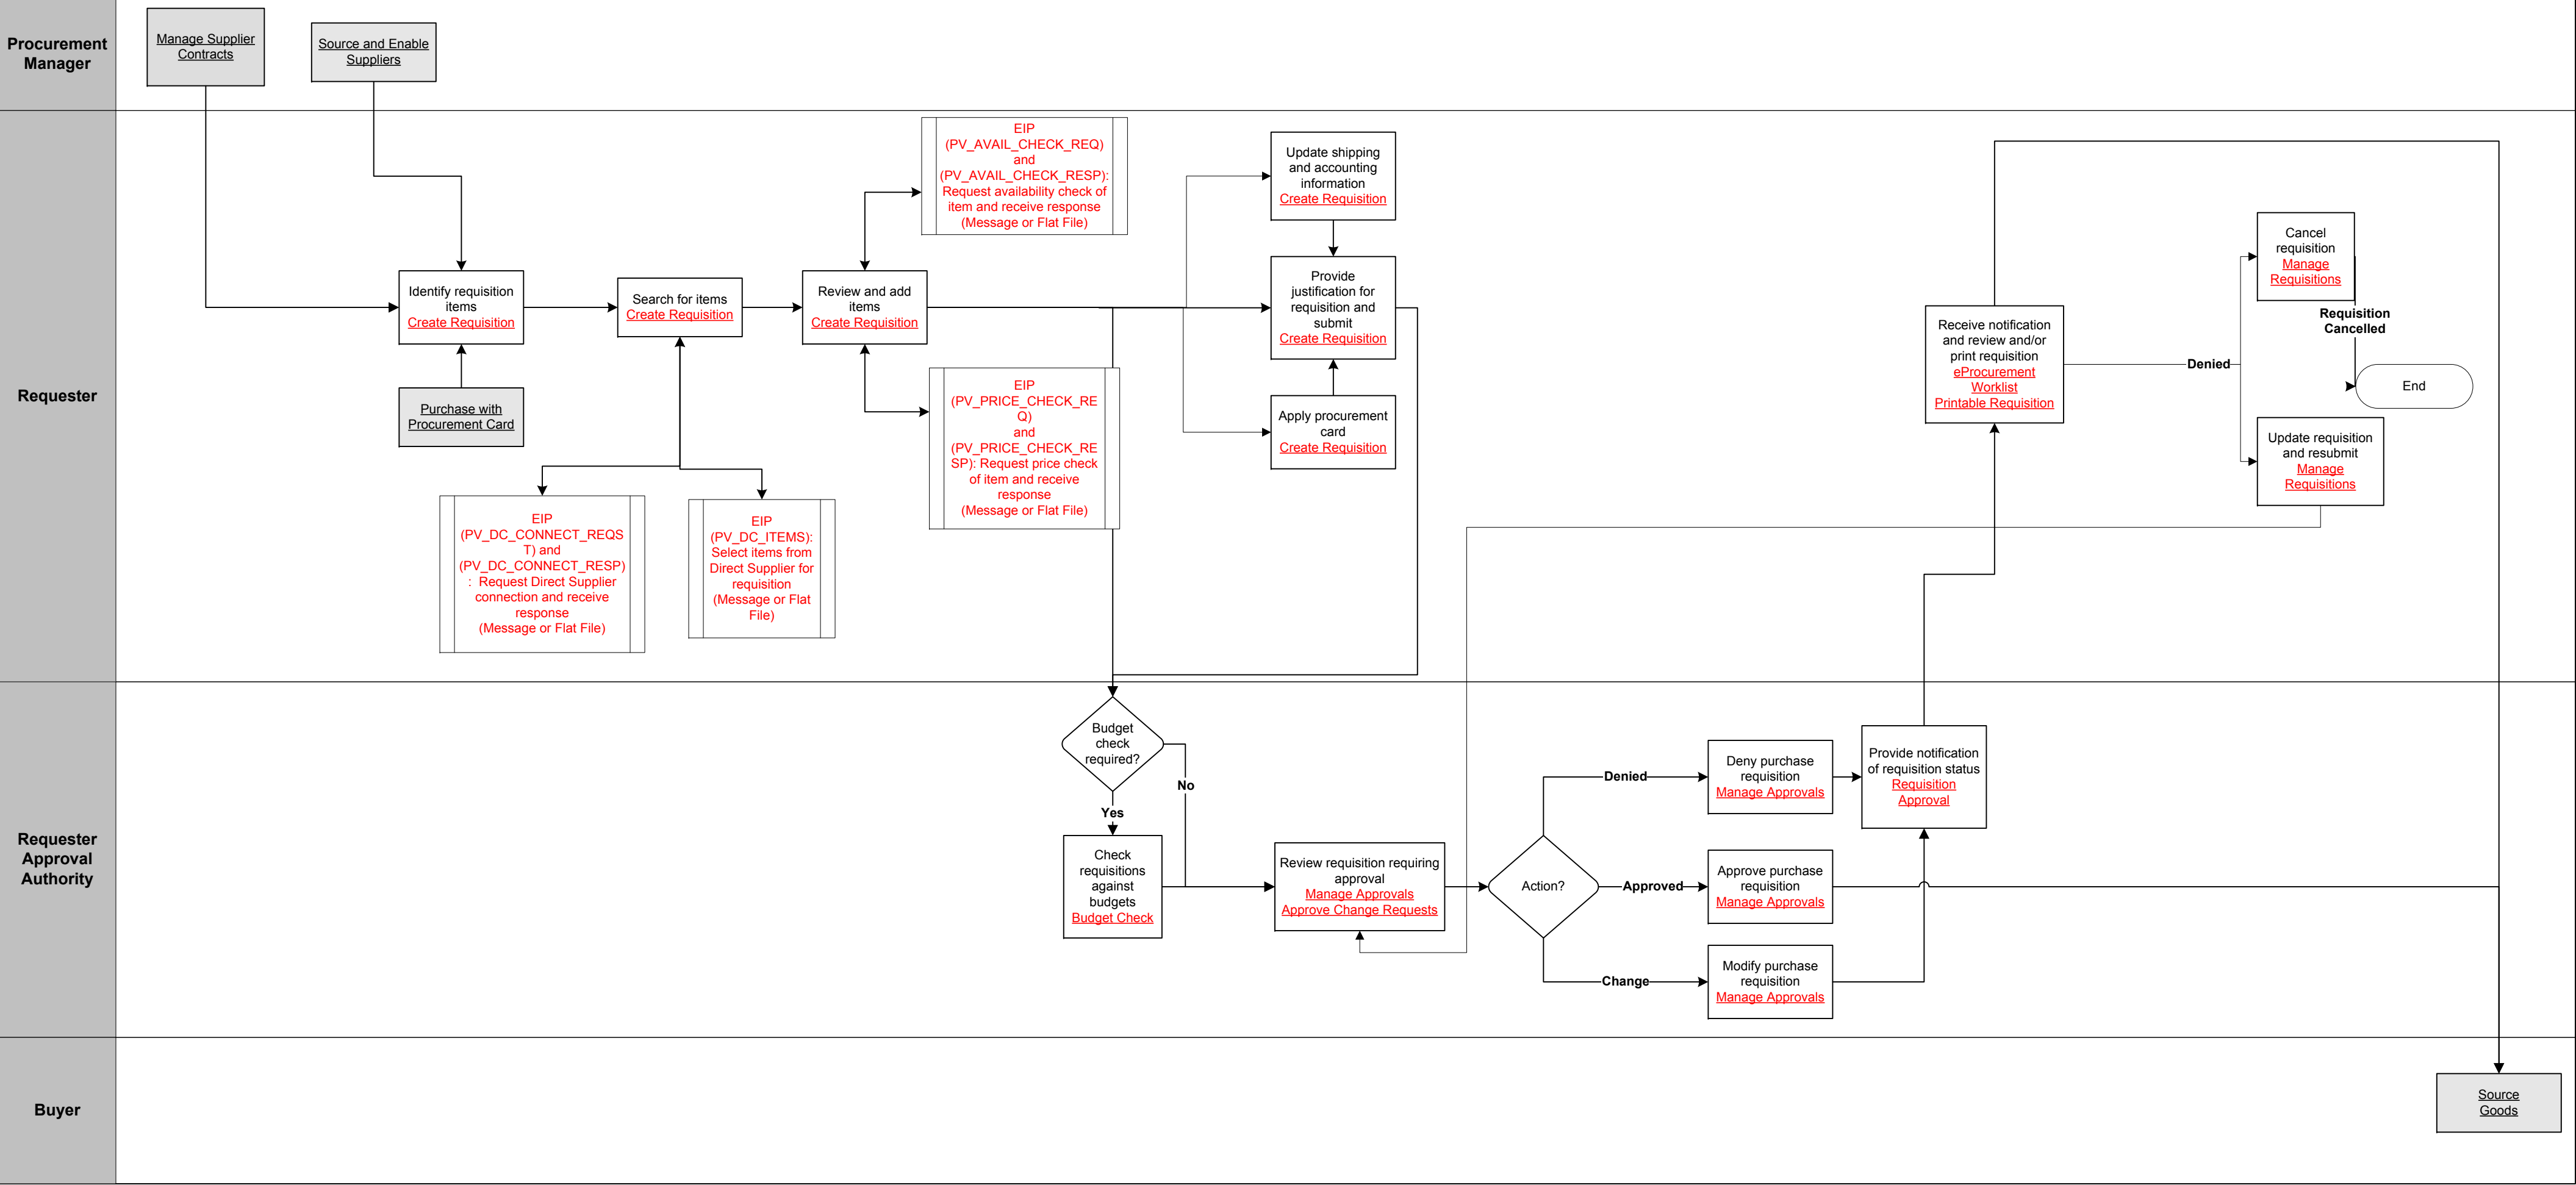 Procurement
Manager
Manage Supplier
Contracts
Source and Enable
Suppliers
Requester
Identify requisition
items
Create Requisition
Purchase with
Procurement Card
Search for items
Create Requisition
EIP
(PV_DC_CONNECT_REQS
T) and
(PV_DC_CONNECT_RESP)
: Request Direct Supplier
connection and receive
response
(Message or Flat File)
EIP
(PV_DC_ITEMS):
Select items from
Direct Supplier for
requisition
(Message or Flat
File)
Review and add
items
Create Requisition
EIP
(PV_AVAIL_CHECK_REQ)
and
(PV_AVAIL_CHECK_RESP):
Request availability check of
item and receive response
(Message or Flat File)
EIP
(PV_PRICE_CHECK_RE
Q)
and
(PV_PRICE_CHECK_RE
SP): Request price check
of item and receive
response
(Message or Flat File)
Update shipping
and accounting
information
Create Requisition
Provide
justification for
requisition and
submit
Create Requisition
Apply procurement
card
Create Requisition
Receive notification
and review and/or
print requisition
eProcurement
Worklist
Printable Requisition
Denied
Cancel
requisition
Manage
Requisitions
Requisition
Cancelled
End
Update requisition
and resubmit
Manage
Requisitions
Requester
Approval
Authority
Budget
check
required?
No
Yes
Check
requisitions
against
budgets
Budget Check
Review requisition requiring
approval
Manage Approvals
Approve Change Requests
Action?
Denied
Deny purchase
requisition
Manage Approvals
Approved
Approve purchase
requisition
Manage Approvals
Change
Modify purchase
requisition
Manage Approvals
Provide notification
of requisition status
Requisition
Approval
Buyer
Source
Goods